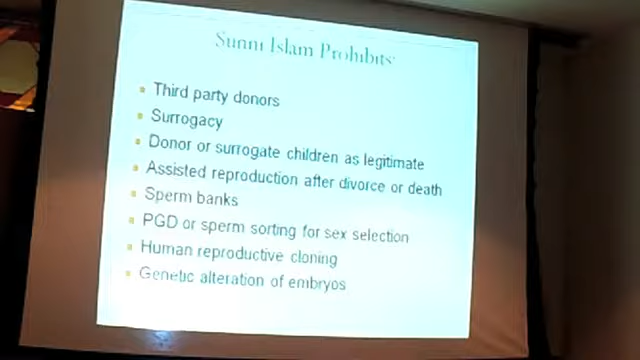 Sunni Islam Prohibits:
Third party donors
Surrogacy
Donor or surrogate children as legitimate
Assisted reproduction after divorce or death
Sperm banks
PGD or sperm sorting for sex selection
Human reproductive cloning
Genetic alteration of embryos